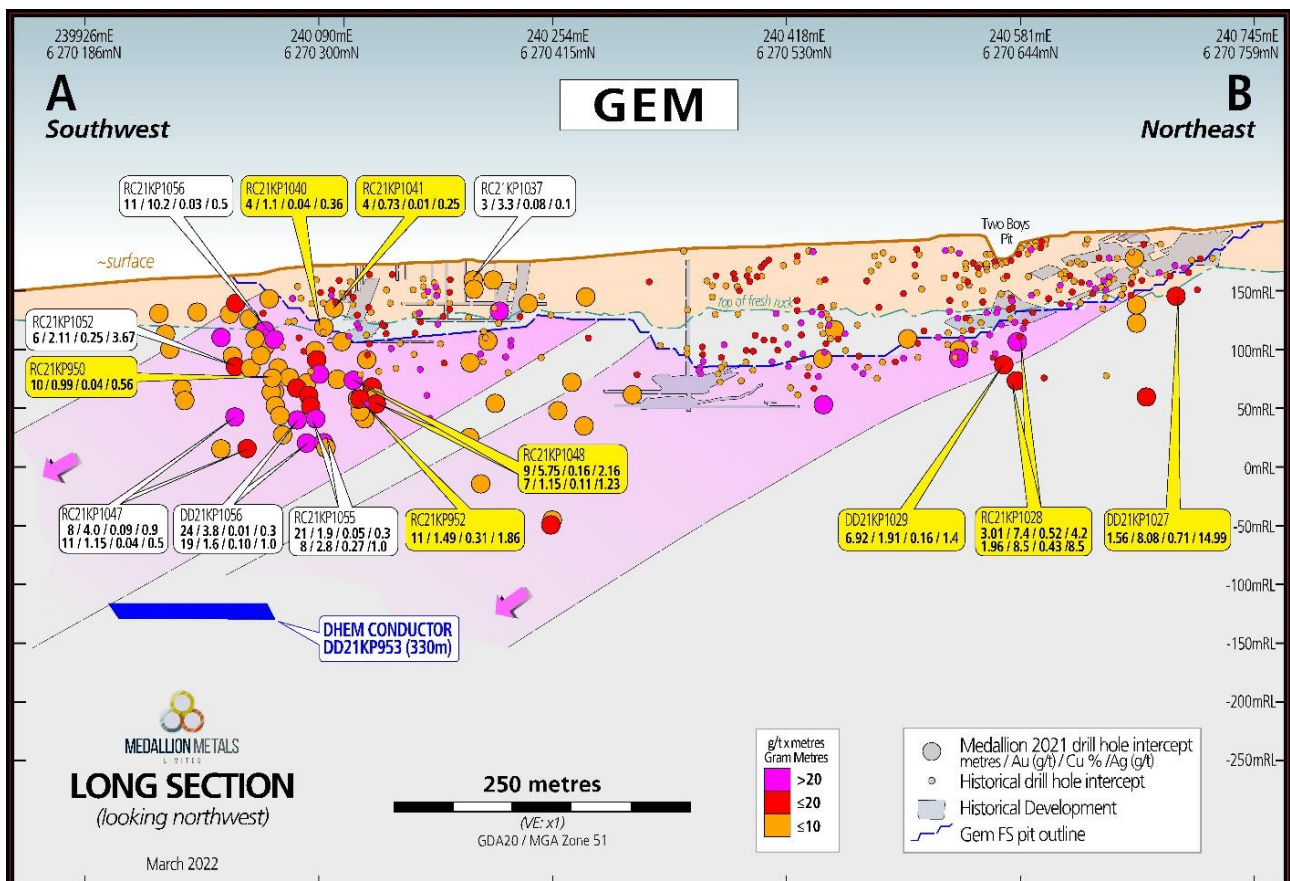 239926mE
6 270 186mN
240 090mE
6 270 300mN
240 254mE
6 270 415mN
240 418mE
6 270 530mN
240 581mE
6 270 644mN
240 745mE
6 270 759mN
A
Southwest
GEM
B
Northeast
RC21KP1056
11 / 10.2 / 0.03 / 0.5
RC21KP1040
4 / 1.1 / 0.04 / 0.36
RC21KP1041
4 / 0.73 / 0.01 / 0.25
RC2' KP1037
3 / 3.3 / 0.08 / 0.1
Two Boys
Pit
~surface
top of fresh rock
RC21KP1052
6 / 2.11 / 0.25 / 3.67
RC21KP950
10 / 0.99 / 0.04 / 0.56
RC21KP1048
9 / 5.75 / 0.16 / 2.16
7 / 1.15 / 0.11 / 1.23
RC21KP1047
8 / 4.0 / 0.09 / 0.9
11 / 1.15 / 0.04 / 0.5
DD21KP1056
24 / 3.8 / 0.01 / 0.3
19 / 1.6 / 0.10 / 1.0
RC21KP1055
21 / 1.9 / 0.05 / 0.3
8 / 2.8 / 0.27 / 1.0
RC21KP952
11 / 1.49 / 0.31 / 1.86
DD21KP1029
6.92 / 1.91 / 0.16 / 1.4
RC21KP1028
3.01 / 7.4 / 0.52 / 4.2
1.96 / 8.5 / 0.43 / 8.5
DD21KP1027
1.56 / 8.08 / 0.71 / 14.99
150mRL
100mRL
50mRL
0mRL
-50mRL
-100mRL
-150mRL
-200mRL
-250mRL
DHEM CONDUCTOR
DD21KP953 (330m)
MEDALLION METALS
LIMITED
LONG SECTION
(looking northwest)
March 2022
250 metres
(VE: x1)
GDA20 / MGA Zone 51
g/t x metres
Gram Metres
>20
≤20
≤10
Medallion 2021 drill hole intercept
metres / Au (g/t) / Cu % /Ag (g/t)
Historical drill hole intercept
Historical Development
Gem FS pit outline